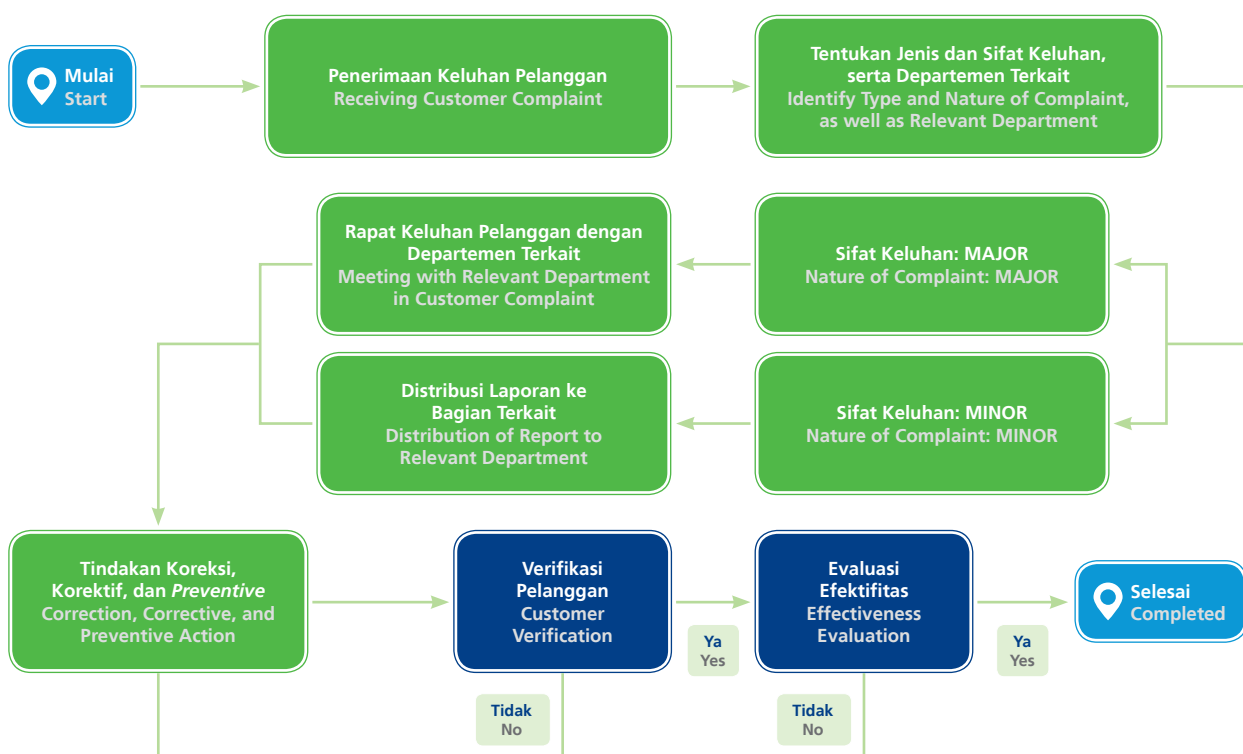 Mulai
Start
Penerimaan Keluhan Pelanggan
Receiving Customer Complaint
Tentukan Jenis dan Sifat Keluhan,
serta Departemen Terkait
Identify Type and Nature of Complaint,
as well as Relevant Department
Rapat Keluhan Pelanggan dengan
Departemen Terkait
Meeting with Relevant Department
in Customer Complaint
Sifat Keluhan: MAJOR
Nature of Complaint: MAJOR
Distribusi Laporan ke
Bagian Terkait
Distribution of Report to
Relevant Department
Sifat Keluhan: MINOR
Nature of Complaint: MINOR
Tindakan Koreksi,
Korektif, dan Preventive
Correction, Corrective, and
Preventive Action
Verifikasi
Pelanggan
Customer
Verification
Ya
Yes
Tidak
No
Evaluasi
Efektifitas
Effectiveness
Evaluation
Ya
Yes
Tidak
No
Selesai
Completed